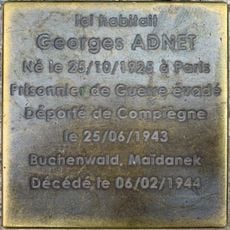 Ici habitait
Georges ADNET
Né le 25/10/1925 à Paris
Prisonnier de Guerre évadé
Déporté de Compiegne
le 25/06/1943
Buchenwald, Maïdanek
Décédé le 06/02/1944